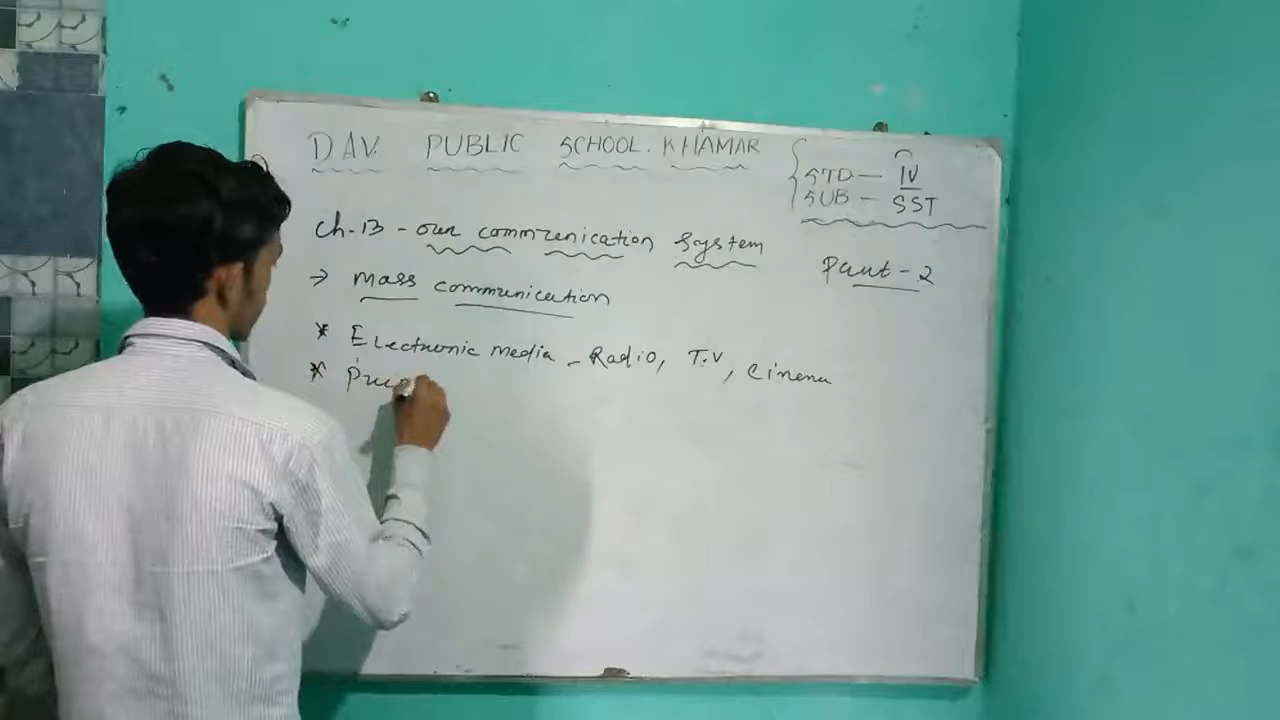 D.A.V. PUBLIC SCHOOL. KHAMAR
STD — IV
SUB — SST
Ch-13 - our communication System
Part - 2
→ mass communication
* Electronic media - Radio, T.V, Cinema
*